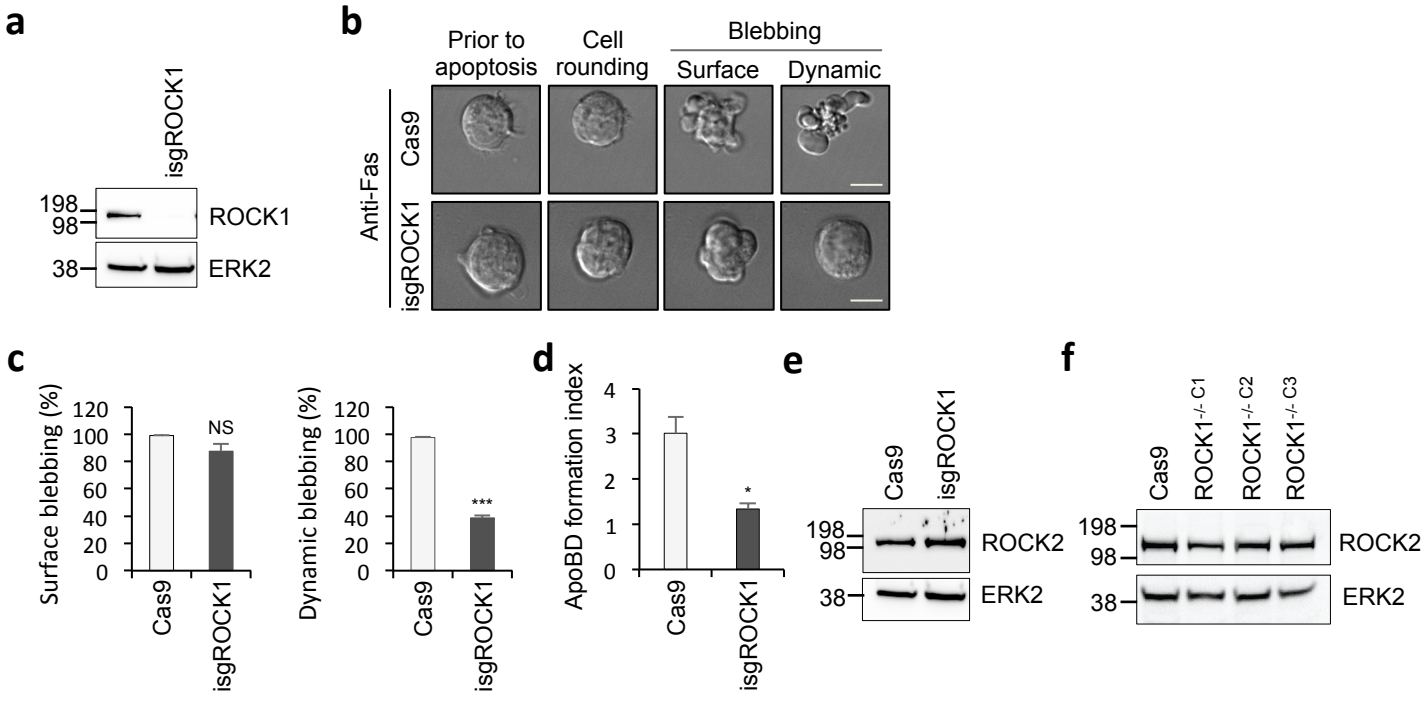 a
isgROCK1
198
98
ROCK1
38
ERK2
b
Prior to
apoptosis
Cell
rounding
Blebbing
Surface
Dynamic
Anti-Fas
Cas9
isgROCK1
c
Surface blebbing (%)
120
100
80
60
40
20
0
NS
Cas9
isgROCK1
Dynamic blebbing (%)
120
100
80
60
40
20
0
***
Cas9
isgROCK1
d
ApoBD formation index
4
3
2
1
0
*
Cas9
isgROCK1
e
Cas9
isgROCK1
198
98
ROCK2
38
ERK2
f
Cas9
ROCK1-/- C1
ROCK1-/- C2
ROCK1-/- C3
198
98
ROCK2
38
ERK2